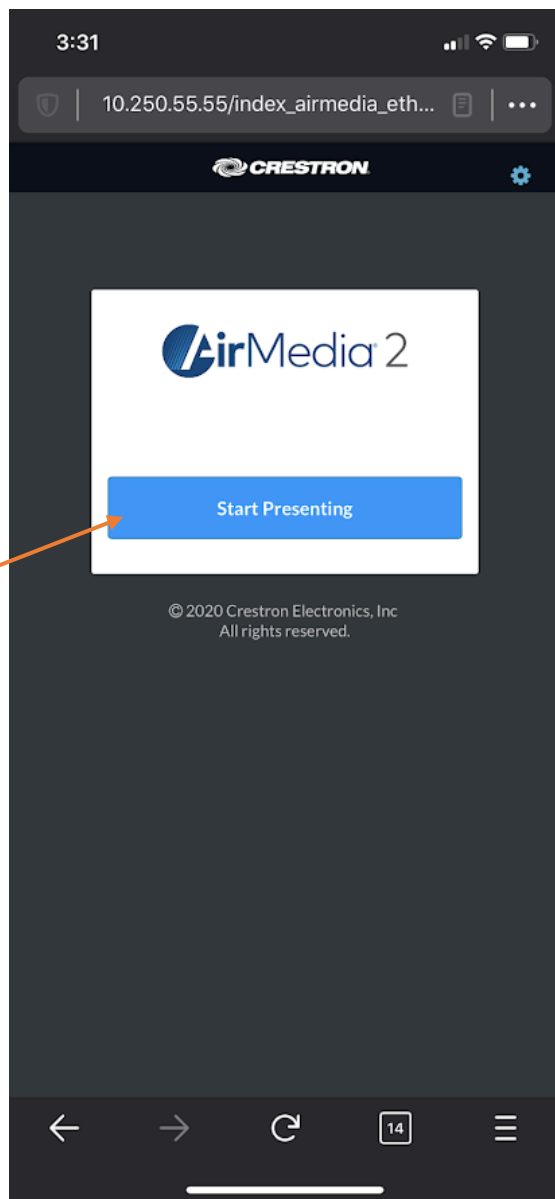 3:31
10.250.55.55/index_airmedia_eth...
CRESTRON
AirMedia 2
Start Presenting
© 2020 Crestron Electronics, Inc
All rights reserved.
14